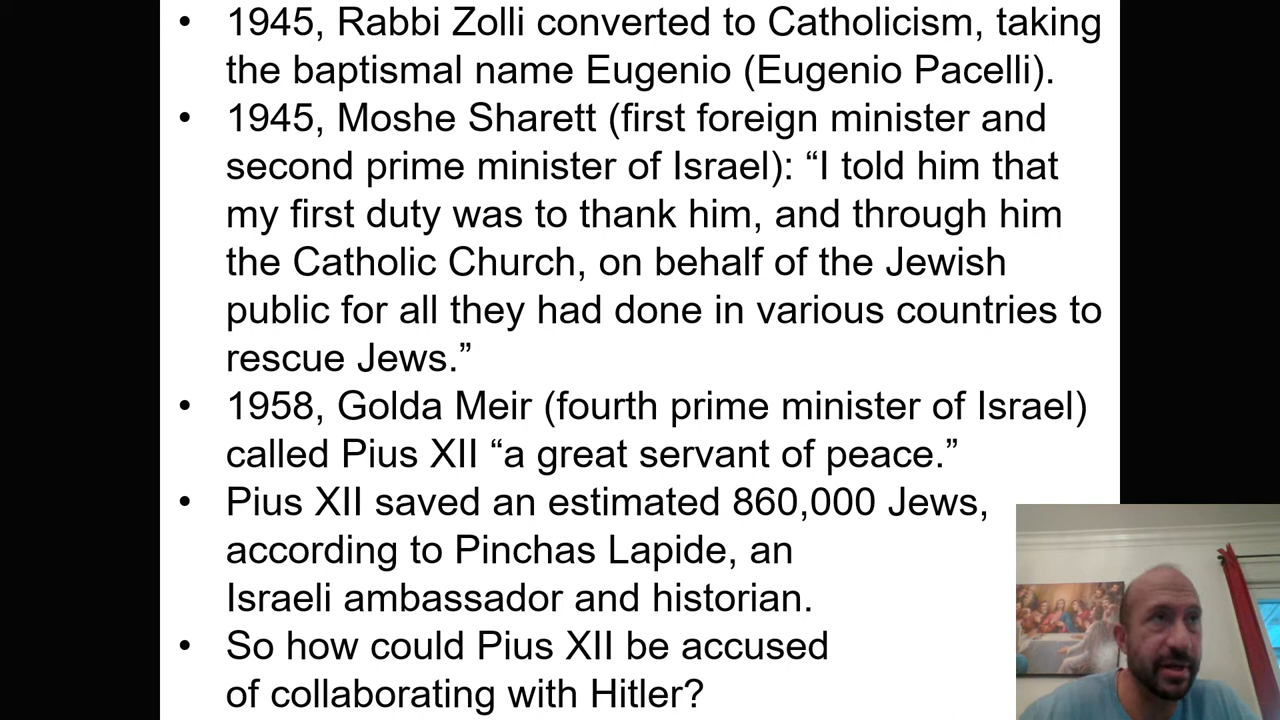 • 1945, Rabbi Zolli converted to Catholicism, taking
the baptismal name Eugenio (Eugenio Pacelli).
• 1945, Moshe Sharett (first foreign minister and
second prime minister of Israel): “I told him that
my first duty was to thank him, and through him
the Catholic Church, on behalf of the Jewish
public for all they had done in various countries to
rescue Jews.”
• 1958, Golda Meir (fourth prime minister of Israel)
called Pius XII “a great servant of peace.”
• Pius XII saved an estimated 860,000 Jews,
according to Pinchas Lapide, an
Israeli ambassador and historian.
• So how could Pius XII be accused
of collaborating with Hitler?